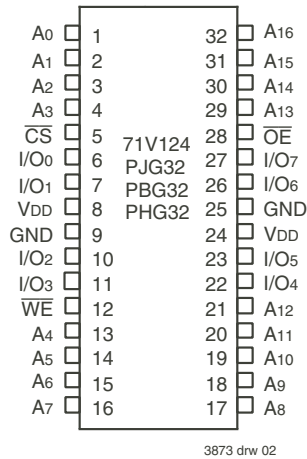 A0 1 32 A16
A1 2 31 A15
A2 3 30 A14
A3 4 29 A13
C̅S̅ 5 71V124 28 O̅E̅
I/O0 6 PJG32 27 I/O7
I/O1 7 PBG32 26 I/O6
VDD 8 PHG32 25 GND
GND 9 24 VDD
I/O2 10 23 I/O5
I/O3 11 22 I/O4
W̅E̅ 12 21 A12
A4 13 20 A11
A5 14 19 A10
A6 15 18 A9
A7 16 17 A8
3873 drw 02